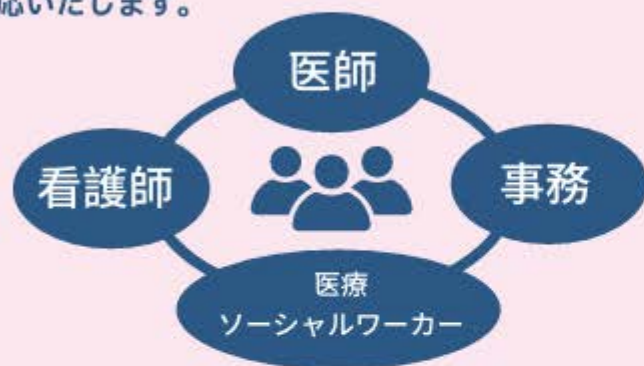 応いたします。
医師
看護師
事務
医療
ソーシャルワーカー